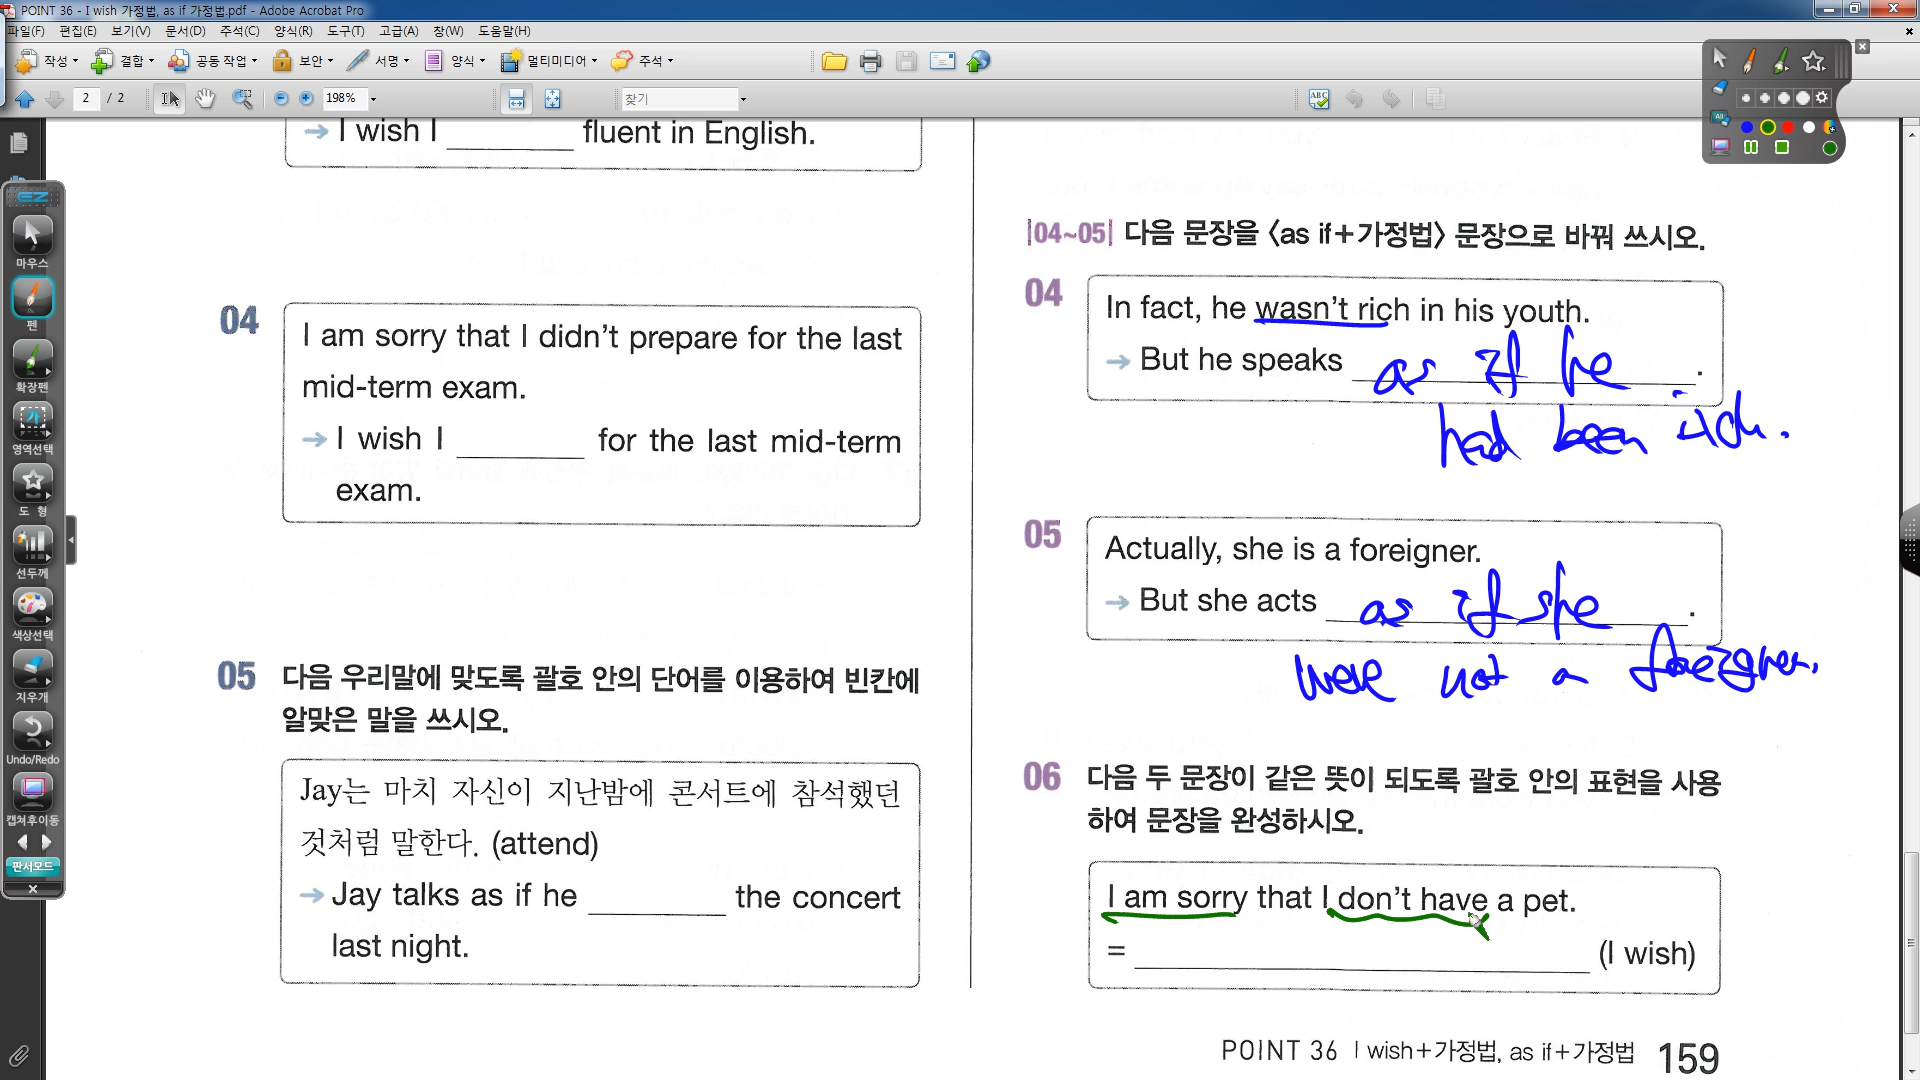 POINT 36 - I wish 가정법, as if 가정법.pdf - Adobe Acrobat Pro
파일(F) 편집(E) 보기(V) 문서(D) 주석(C) 양식(R) 도구(T) 고급(A) 창(W) 도움말(H)
작성 결합 공동 작업 보안 서명 양식 멀티미디어 주석
2 / 2 198% 찾기
EZ
마우스
펜
확장펜
영역선택
도 형
선두께
색상선택
지우개
Undo/Redo
캡쳐후이동
판서모드
→ I wish I ________ fluent in English.
04
I am sorry that I didn't prepare for the last
mid-term exam.
→ I wish I ________ for the last mid-term
exam.
05 다음 우리말에 맞도록 괄호 안의 단어를 이용하여 빈칸에
알맞은 말을 쓰시오.
Jay는 마치 자신이 지난밤에 콘서트에 참석했던
것처럼 말한다. (attend)
→ Jay talks as if he ________ the concert
last night.
|04~05| 다음 문장을 〈as if+가정법〉 문장으로 바꿔 쓰시오.
04
In fact, he wasn't rich in his youth.
→ But he speaks as if he .
had been rich.
05
Actually, she is a foreigner.
→ But she acts as if she .
were not a foreigner.
06 다음 두 문장이 같은 뜻이 되도록 괄호 안의 표현을 사용
하여 문장을 완성하시오.
I am sorry that I don't have a pet.
= ________ (I wish)
POINT 36 I wish+가정법, as if+가정법 159